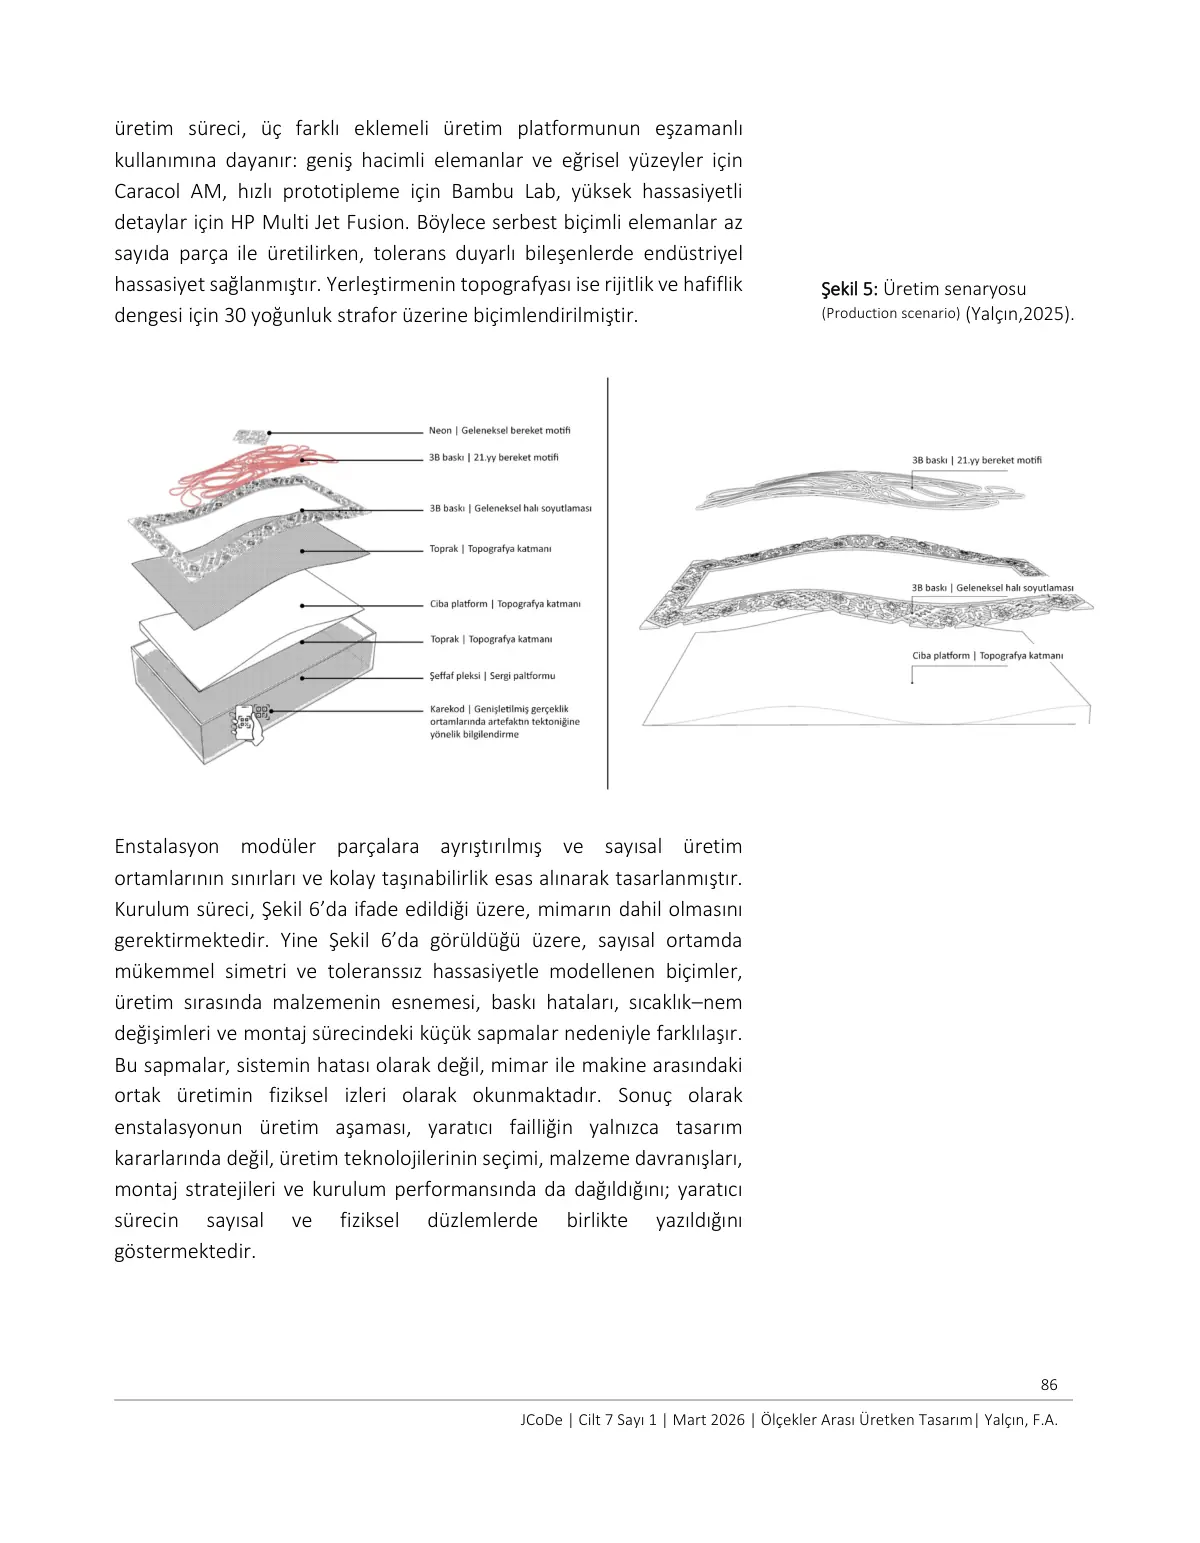 üretim süreci, üç farklı eklemeli üretim platformunun eşzamanlı
kullanımına dayanır: geniş hacimli elemanlar ve eğrisel yüzeyler için
Caracol AM, hızlı prototipleme için Bambu Lab, yüksek hassasiyetli
detaylar için HP Multi Jet Fusion. Böylece serbest biçimli elemanlar az
sayıda parça ile üretilirken, tolerans duyarlı bileşenlerde endüstriyel
hassasiyet sağlanmıştır. Yerleştirmenin topografyası ise rijitlik ve hafiflik
dengesi için 30 yoğunluk strafor üzerine biçimlendirilmiştir.
Şekil 5: Üretim senaryosu
(Production scenario) (Yalçın,2025).
Neon | Geleneksel bereket motifi
3B baskı | 21.yy bereket motifi
3B baskı | Geleneksel halı soyutlaması
Toprak | Topografya katmanı
Ciba platform | Topografya katmanı
Toprak | Topografya katmanı
Şeffaf pleksi | Sergi paltformu
Karekod | Genişletilmiş gerçeklik
ortamlarında artefaktın tektoniğine
yönelik bilgilendirme
3B baskı | 21.yy bereket motifi
3B baskı | Geleneksel halı soyutlaması
Ciba platform | Topografya katmanı
Enstalasyon modüler parçalara ayrıştırılmış ve sayısal üretim
ortamlarının sınırları ve kolay taşınabilirlik esas alınarak tasarlanmıştır.
Kurulum süreci, Şekil 6’da ifade edildiği üzere, mimarın dahil olmasını
gerektirmektedir. Yine Şekil 6’da görüldüğü üzere, sayısal ortamda
mükemmel simetri ve toleranssız hassasiyetle modellenen biçimler,
üretim sırasında malzemenin esnemesi, baskı hataları, sıcaklık–nem
değişimleri ve montaj sürecindeki küçük sapmalar nedeniyle farklılaşır.
Bu sapmalar, sistemin hatası olarak değil, mimar ile makine arasındaki
ortak üretimin fiziksel izleri olarak okunmaktadır. Sonuç olarak
enstalasyonun üretim aşaması, yaratıcı failliğin yalnızca tasarım
kararlarında değil, üretim teknolojilerinin seçimi, malzeme davranışları,
montaj stratejileri ve kurulum performansında da dağıldığını; yaratıcı
sürecin sayısal ve fiziksel düzlemlerde birlikte yazıldığını
göstermektedir.
86
JCoDe | Cilt 7 Sayı 1 | Mart 2026 | Ölçekler Arası Üretken Tasarım| Yalçın, F.A.